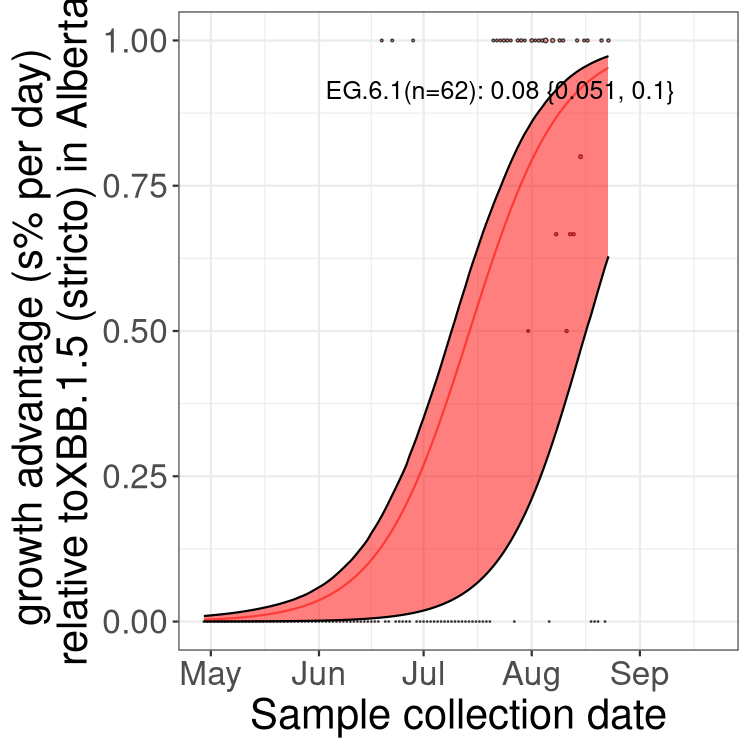 growth advantage (s% per day)
relative toXBB.1.5 (stricto) in Alberta
1.00
0.75
0.50
0.25
0.00
EG.6.1(n=62): 0.08 {0.051, 0.1}
May Jun Jul Aug Sep
Sample collection date